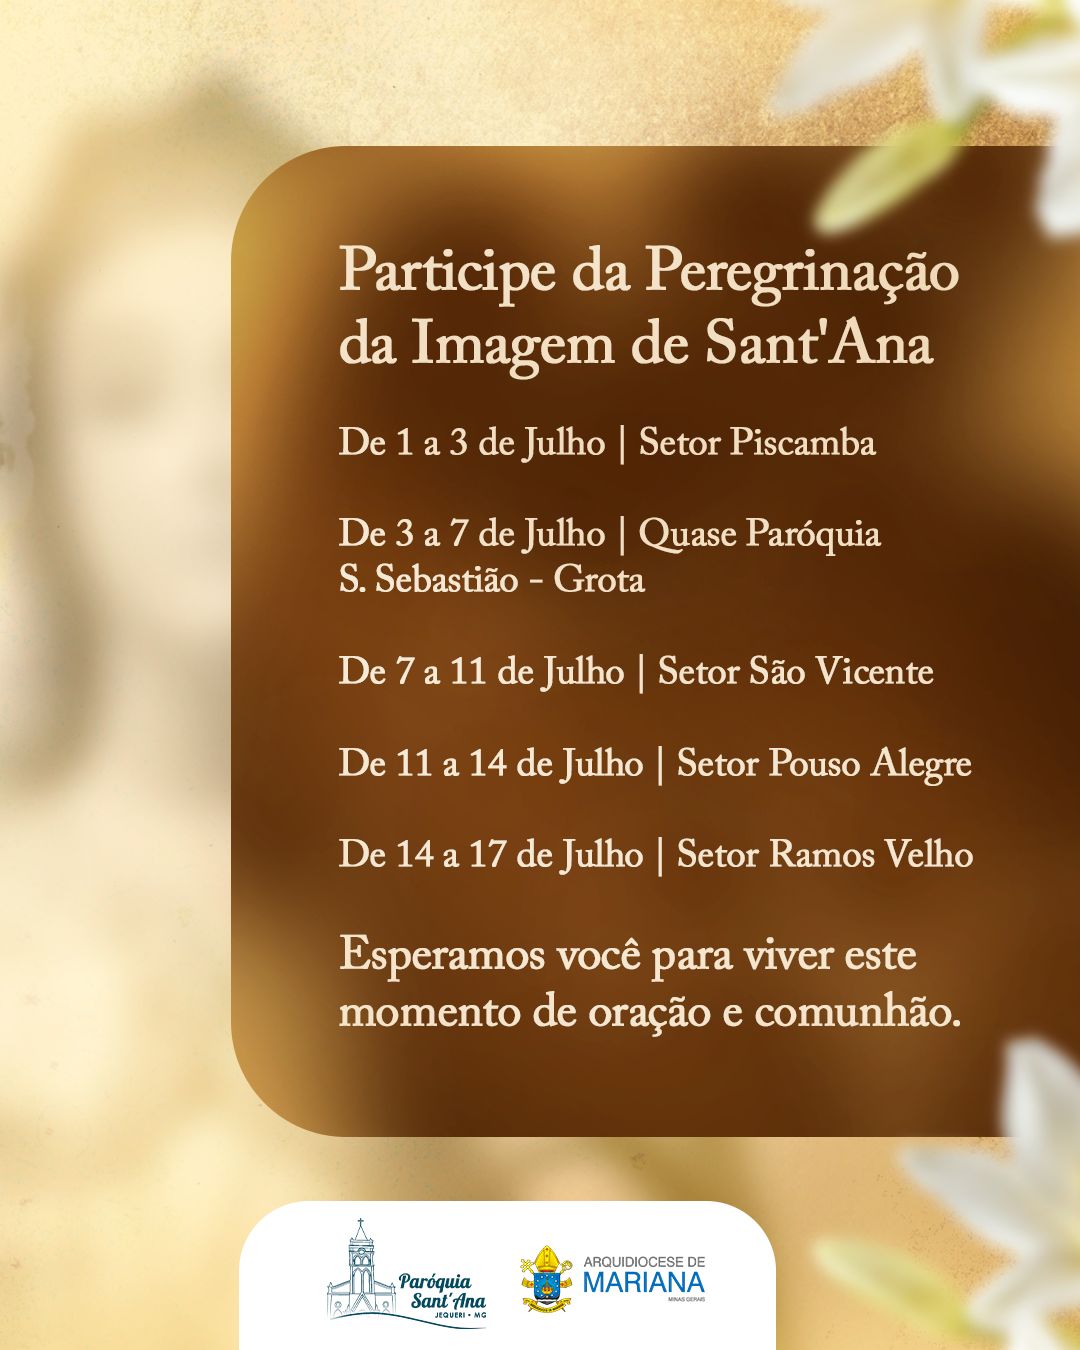 Participe da Peregrinação
da Imagem de Sant'Ana
De 1 a 3 de Julho | Setor Piscamba
De 3 a 7 de Julho | Quase Paróquia
S. Sebastião - Grota
De 7 a 11 de Julho | Setor São Vicente
De 11 a 14 de Julho | Setor Pouso Alegre
De 14 a 17 de Julho | Setor Ramos Velho
Esperamos você para viver este
momento de oração e comunhão.
Paróquia
Sant'Ana
JEQUERI • MG
ARQUIDIOCESE DE
MARIANA
MINAS GERAIS